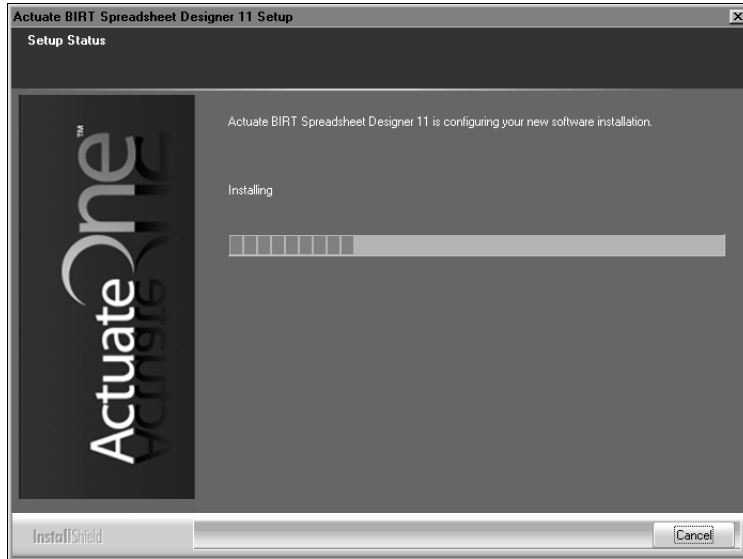 Actuate BIRT Spreadsheet Designer 11 Setup
Setup Status
Actuate BIRT Spreadsheet Designer 11 is configuring your new software installation.
Installing
ActuateOne™
InstallShield
Cancel